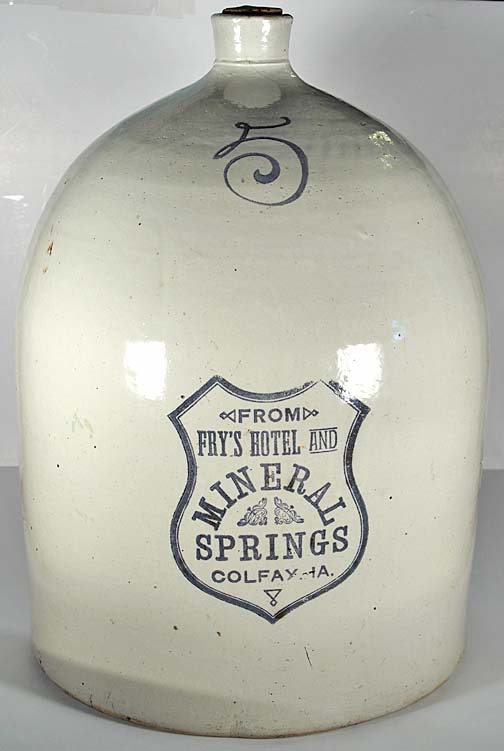 5
FROM
FRY'S HOTEL AND
MINERAL
SPRINGS
COLFAX. IA.